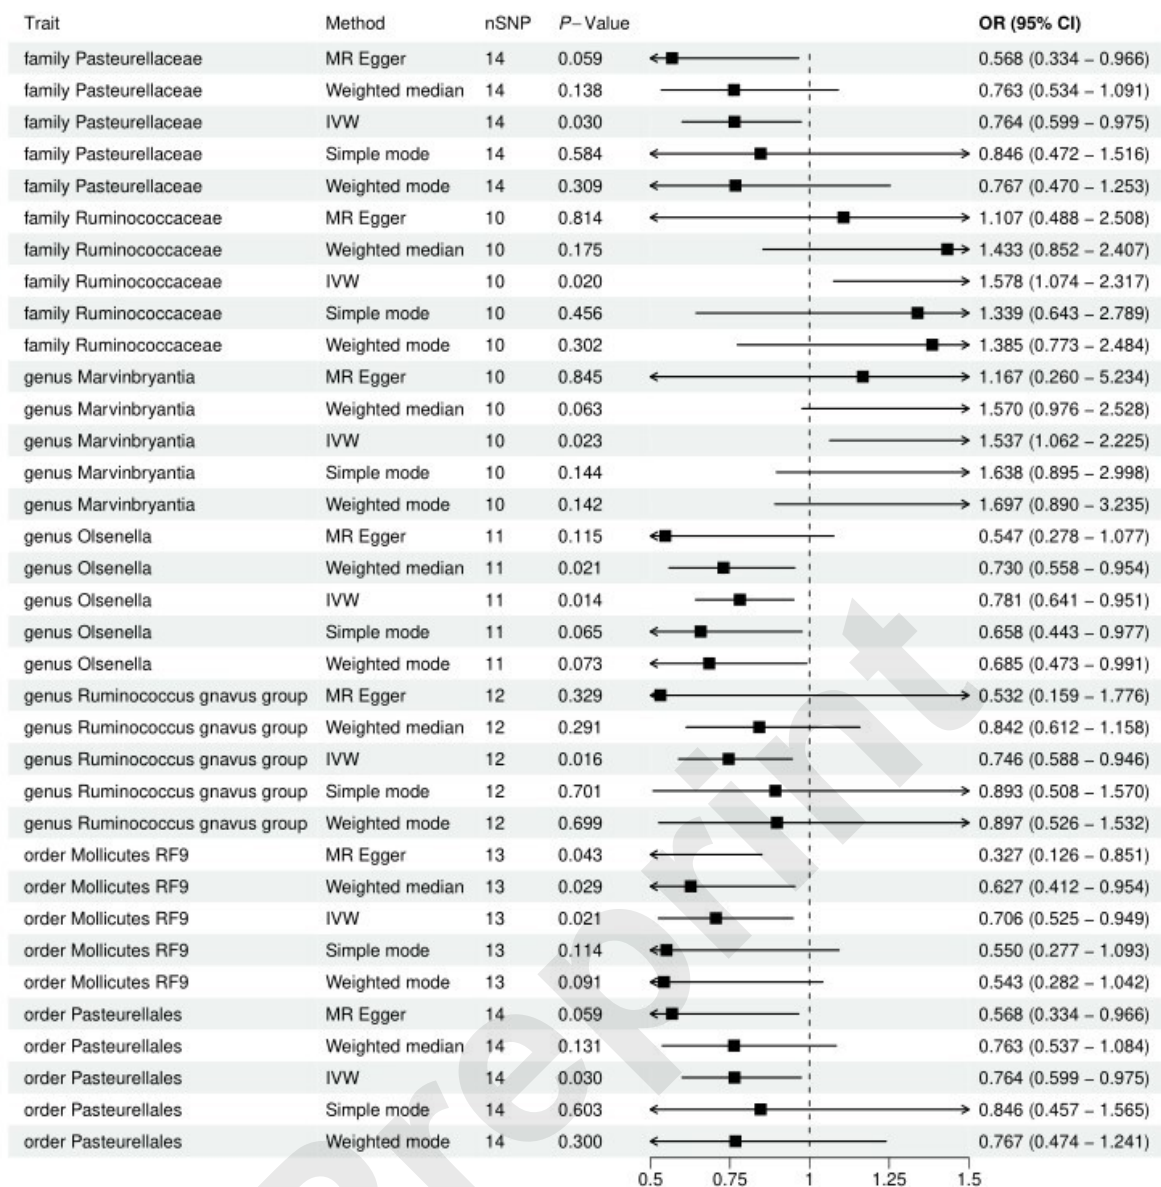 Trait Method nSNP P−Value OR (95% CI)
family Pasteurellaceae MR Egger 14 0.059 0.568 (0.334 − 0.966)
family Pasteurellaceae Weighted median 14 0.138 0.763 (0.534 − 1.091)
family Pasteurellaceae IVW 14 0.030 0.764 (0.599 − 0.975)
family Pasteurellaceae Simple mode 14 0.584 0.846 (0.472 − 1.516)
family Pasteurellaceae Weighted mode 14 0.309 0.767 (0.470 − 1.253)
family Ruminococcaceae MR Egger 10 0.814 1.107 (0.488 − 2.508)
family Ruminococcaceae Weighted median 10 0.175 1.433 (0.852 − 2.407)
family Ruminococcaceae IVW 10 0.020 1.578 (1.074 − 2.317)
family Ruminococcaceae Simple mode 10 0.456 1.339 (0.643 − 2.789)
family Ruminococcaceae Weighted mode 10 0.302 1.385 (0.773 − 2.484)
genus Marvinbryantia MR Egger 10 0.845 1.167 (0.260 − 5.234)
genus Marvinbryantia Weighted median 10 0.063 1.570 (0.976 − 2.528)
genus Marvinbryantia IVW 10 0.023 1.537 (1.062 − 2.225)
genus Marvinbryantia Simple mode 10 0.144 1.638 (0.895 − 2.998)
genus Marvinbryantia Weighted mode 10 0.142 1.697 (0.890 − 3.235)
genus Olsenella MR Egger 11 0.115 0.547 (0.278 − 1.077)
genus Olsenella Weighted median 11 0.021 0.730 (0.558 − 0.954)
genus Olsenella IVW 11 0.014 0.781 (0.641 − 0.951)
genus Olsenella Simple mode 11 0.065 0.658 (0.443 − 0.977)
genus Olsenella Weighted mode 11 0.073 0.685 (0.473 − 0.991)
genus Ruminococcus gnavus group MR Egger 12 0.329 0.532 (0.159 − 1.776)
genus Ruminococcus gnavus group Weighted median 12 0.291 0.842 (0.612 − 1.158)
genus Ruminococcus gnavus group IVW 12 0.016 0.746 (0.588 − 0.946)
genus Ruminococcus gnavus group Simple mode 12 0.701 0.893 (0.508 − 1.570)
genus Ruminococcus gnavus group Weighted mode 12 0.699 0.897 (0.526 − 1.532)
order Mollicutes RF9 MR Egger 13 0.043 0.327 (0.126 − 0.851)
order Mollicutes RF9 Weighted median 13 0.029 0.627 (0.412 − 0.954)
order Mollicutes RF9 IVW 13 0.021 0.706 (0.525 − 0.949)
order Mollicutes RF9 Simple mode 13 0.114 0.550 (0.277 − 1.093)
order Mollicutes RF9 Weighted mode 13 0.091 0.543 (0.282 − 1.042)
order Pasteurellales MR Egger 14 0.059 0.568 (0.334 − 0.966)
order Pasteurellales Weighted median 14 0.131 0.763 (0.537 − 1.084)
order Pasteurellales IVW 14 0.030 0.764 (0.599 − 0.975)
order Pasteurellales Simple mode 14 0.603 0.846 (0.457 − 1.565)
order Pasteurellales Weighted mode 14 0.300 0.767 (0.474 − 1.241)
0.5 0.75 1 1.25 1.5
Preprint